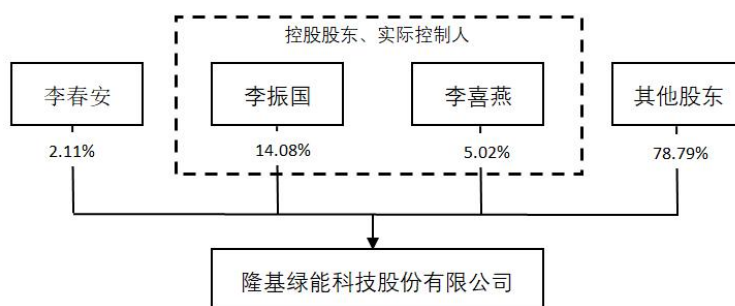 控股股东、实际控制人
李春安
李振国
李喜燕
其他股东
2.11%
14.08%
5.02%
78.79%
隆基绿能科技股份有限公司